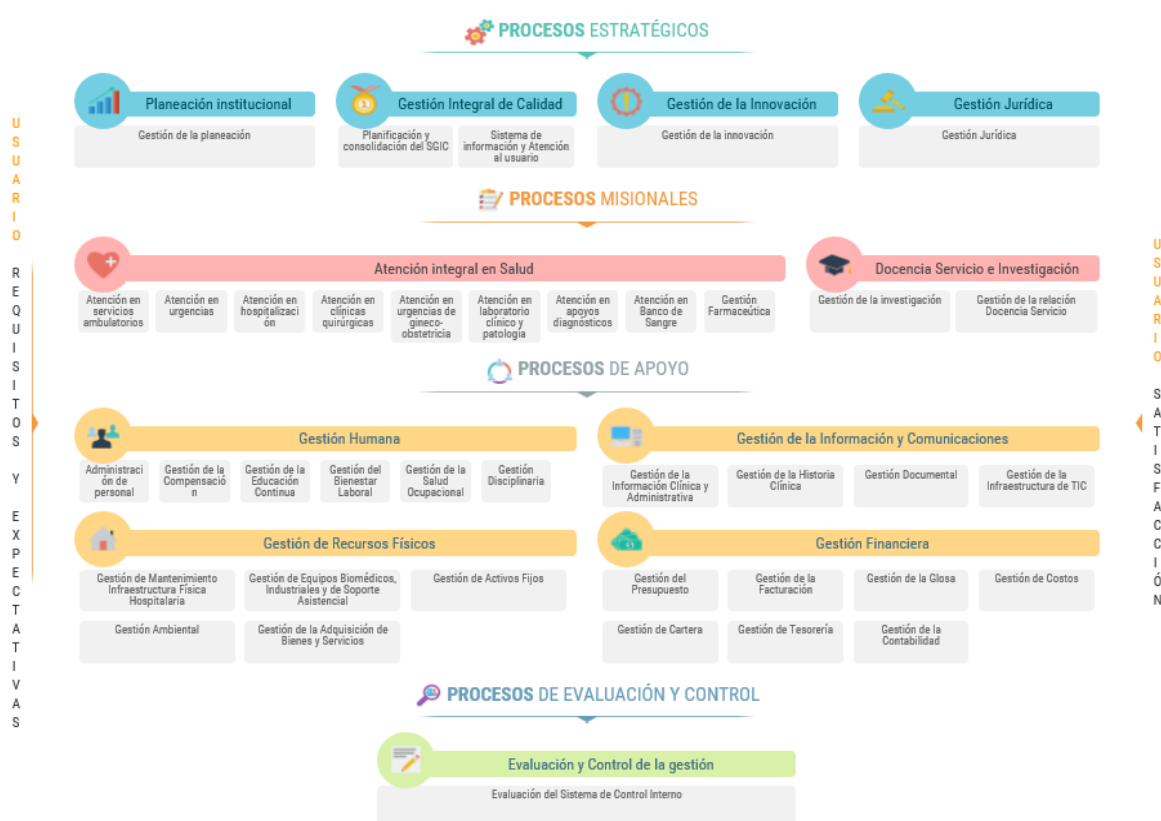 PROCESOS ESTRATÉGICOS
Planeación institucional
Gestión de la planeación
Gestión Integral de Calidad
Planificación y
consolidación del SGIC
Sistema de
información y Atención
al usuario
Gestión de la Innovación
Gestión de la innovación
Gestión Jurídica
Gestión Jurídica
USUARIO REQUISITOS Y EXPECTATIVAS
PROCESOS MISIONALES
Atención integral en Salud
Atención en
servicios
ambulatorios
Atención en
urgencias
Atención en
hospitalizaci
ón
Atención en
clínicas
quirúrgicas
Atención en
urgencias de
gineco-
obstetricia
Atención en
laboratorio
clínico y
patología
Atención en
apoyos
diagnósticos
Atención en
Banco de
Sangre
Gestión
Farmaceútica
Docencia Servicio e Investigación
Gestión de la investigación
Gestión de la relación
Docencia Servicio
USUARIO SATISFACCIÓN
PROCESOS DE APOYO
Gestión Humana
Administraci
ón de
personal
Gestión de la
Compensació
n
Gestión de la
Educación
Continua
Gestión del
Bienestar
Laboral
Gestión de la
Salud
Ocupacional
Gestión
Disciplinaria
Gestión de la Información y Comunicaciones
Gestión de la
Información Clínica y
Administrativa
Gestión de la Historia
Clínica
Gestión Documental
Gestión de la
Infraestructura de TIC
Gestión de Recursos Físicos
Gestión de Mantenimiento
Infraestructura Física
Hospitalaria
Gestión de Equipos Biomédicos,
Industriales y de Soporte
Asistencial
Gestión de Activos Fijos
Gestión Ambiental
Gestión de la Adquisición de
Bienes y Servicios
Gestión Financiera
Gestión del
Presupuesto
Gestión de la
Facturación
Gestión de la Glosa
Gestión de Costos
Gestión de Cartera
Gestión de Tesorería
Gestión de la
Contabilidad
PROCESOS DE EVALUACIÓN Y CONTROL
Evaluación y Control de la gestión
Evaluación del Sistema de Control Interno